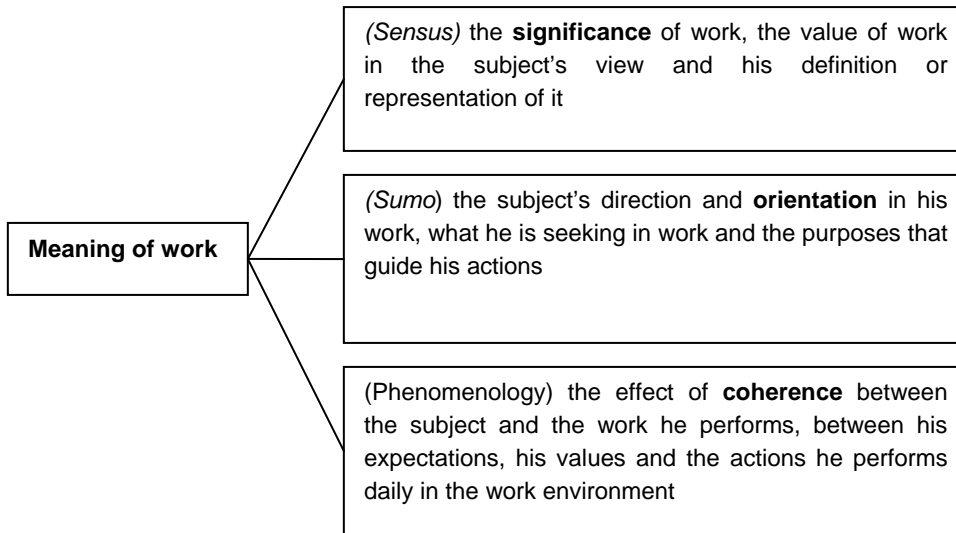 (Sensus) the significance of work, the value of work
in the subject’s view and his definition or
representation of it
(Sumo) the subject’s direction and orientation in his
work, what he is seeking in work and the purposes that
guide his actions
Meaning of work
(Phenomenology) the effect of coherence between
the subject and the work he performs, between his
expectations, his values and the actions he performs
daily in the work environment